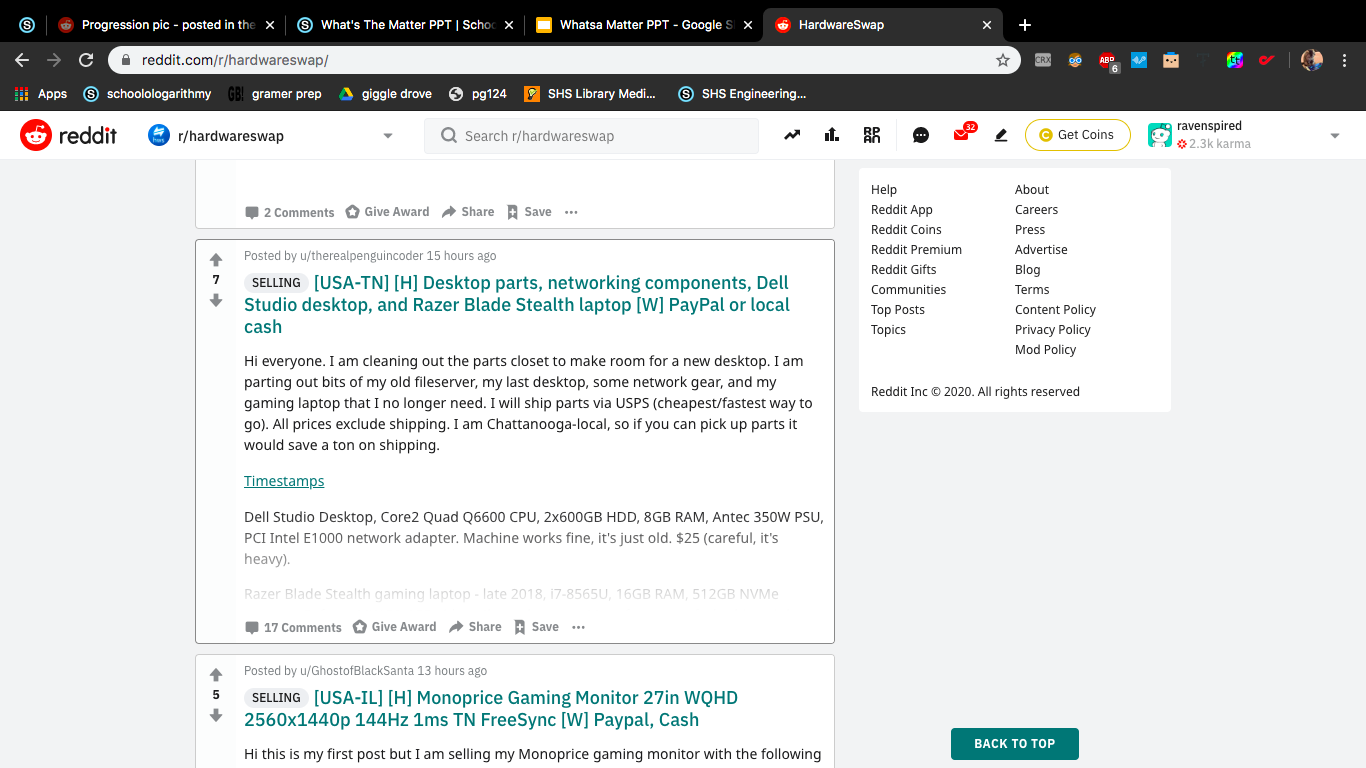 Progression pic - posted in the
What's The Matter PPT | Schoo
Whatsa Matter PPT - Google S
HardwareSwap
reddit.com/r/hardwareswap/
CRX
ABP
6
Apps
schoolologarithmy
GB!
gramer prep
giggle drove
pg124
SHS Library Medi...
SHS Engineering...
reddit
r/hardwareswap
Search r/hardwareswap
32
Get Coins
ravenspired
2.3k karma
2 Comments
Give Award
Share
Save
Help
About
Reddit App
Careers
Reddit Coins
Press
Reddit Premium
Advertise
Reddit Gifts
Blog
Communities
Terms
Top Posts
Content Policy
Topics
Privacy Policy
Mod Policy
Reddit Inc © 2020. All rights reserved
7
Posted by u/therealpenguincoder 15 hours ago
SELLING [USA-TN] [H] Desktop parts, networking components, Dell
Studio desktop, and Razer Blade Stealth laptop [W] PayPal or local
cash
Hi everyone. I am cleaning out the parts closet to make room for a new desktop. I am
parting out bits of my old fileserver, my last desktop, some network gear, and my
gaming laptop that I no longer need. I will ship parts via USPS (cheapest/fastest way to
go). All prices exclude shipping. I am Chattanooga-local, so if you can pick up parts it
would save a ton on shipping.
Timestamps
Dell Studio Desktop, Core2 Quad Q6600 CPU, 2x600GB HDD, 8GB RAM, Antec 350W PSU,
PCI Intel E1000 network adapter. Machine works fine, it's just old. $25 (careful, it's
heavy).
Razer Blade Stealth gaming laptop - late 2018, i7-8565U, 16GB RAM, 512GB NVMe
17 Comments
Give Award
Share
Save
5
Posted by u/GhostofBlackSanta 13 hours ago
SELLING [USA-IL] [H] Monoprice Gaming Monitor 27in WQHD
2560x1440p 144Hz 1ms TN FreeSync [W] Paypal, Cash
Hi this is my first post but I am selling my Monoprice gaming monitor with the following
BACK TO TOP